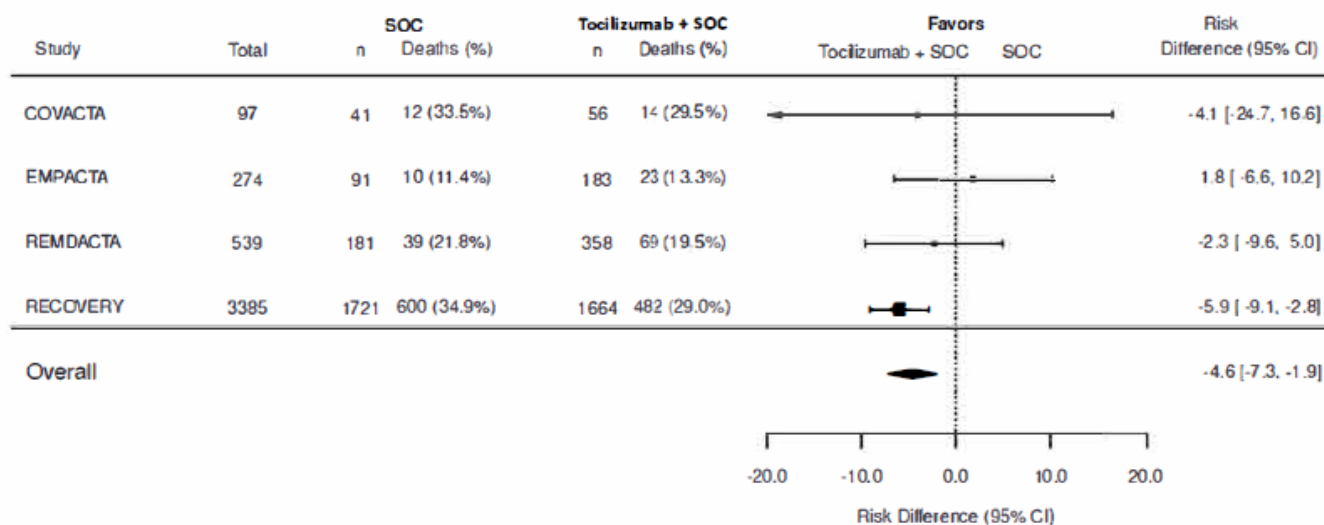 SOC Tocilizumab + SOC Favors Risk
Study Total n Deaths (%) n Deaths (%) Tocilizumab + SOC SOC Difference (95% CI)
COVACTA 97 41 12 (33.5%) 56 14 (29.5%) -4.1 [-24.7, 16.6]
EMPACTA 274 91 10 (11.4%) 183 23 (13.3%) 1.8 [ -6.6, 10.2]
REMDACTA 539 181 39 (21.8%) 358 69 (19.5%) -2.3 [ -9.6, 5.0]
RECOVERY 3385 1721 600 (34.9%) 1664 482 (29.0%) -5.9 [ -9.1, -2.8]
Overall -4.6 [-7.3, -1.9]
-20.0 -10.0 0.0 10.0 20.0
Risk Difference (95% CI)